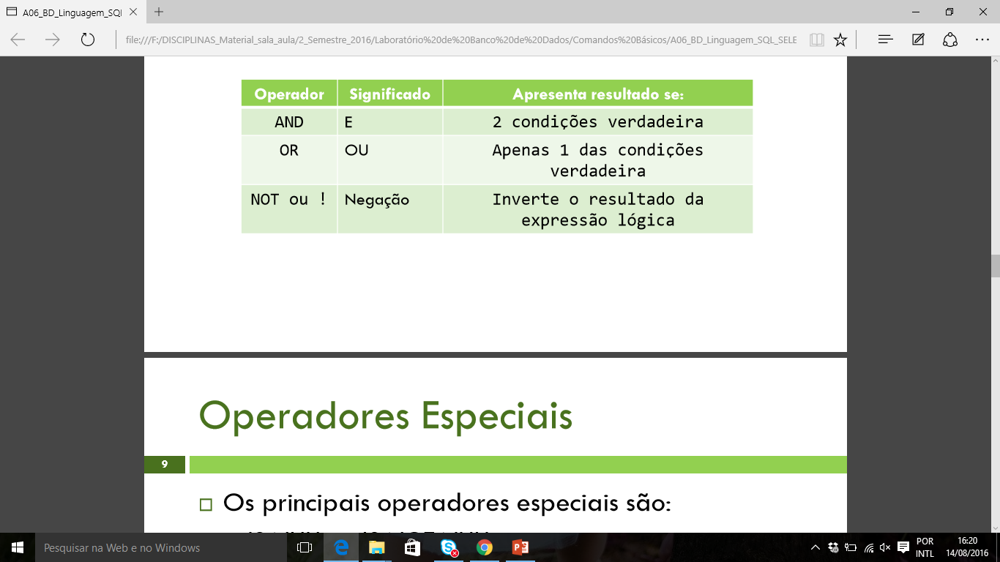 A06_BD_Linguagem_SQl
file:///F:/DISCIPLINAS_Material_sala_aula/2_Semestre_2016/Laboratório%20de%20Banco%20de%20Dados/Comandos%20Básicos/A06_BD_Linguagem_SQL_SELE
Operador Significado Apresenta resultado se:
AND E 2 condições verdadeira
OR OU Apenas 1 das condições
verdadeira
NOT ou ! Negação Inverte o resultado da
expressão lógica
Operadores Especiais
9
Os principais operadores especiais são:
Pesquisar na Web e no Windows
POR
INTL
16:20
14/08/2016